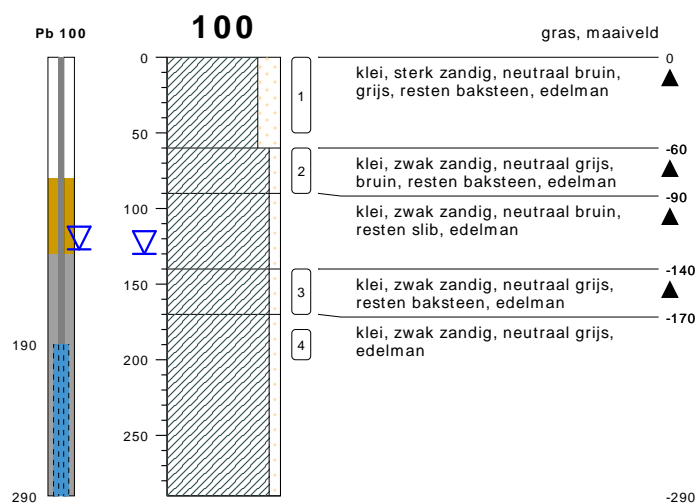 Pb 100
100
gras, maaiveld
0
0
klei, sterk zandig, neutraal bruin,
grijs, resten baksteen, edelman
1
50
-60
klei, zwak zandig, neutraal grijs,
bruin, resten baksteen, edelman
2
-90
100
klei, zwak zandig, neutraal bruin,
resten slib, edelman
-140
150
3
klei, zwak zandig, neutraal grijs,
resten baksteen, edelman
-170
190
4
klei, zwak zandig, neutraal grijs,
edelman
200
250
290
-290